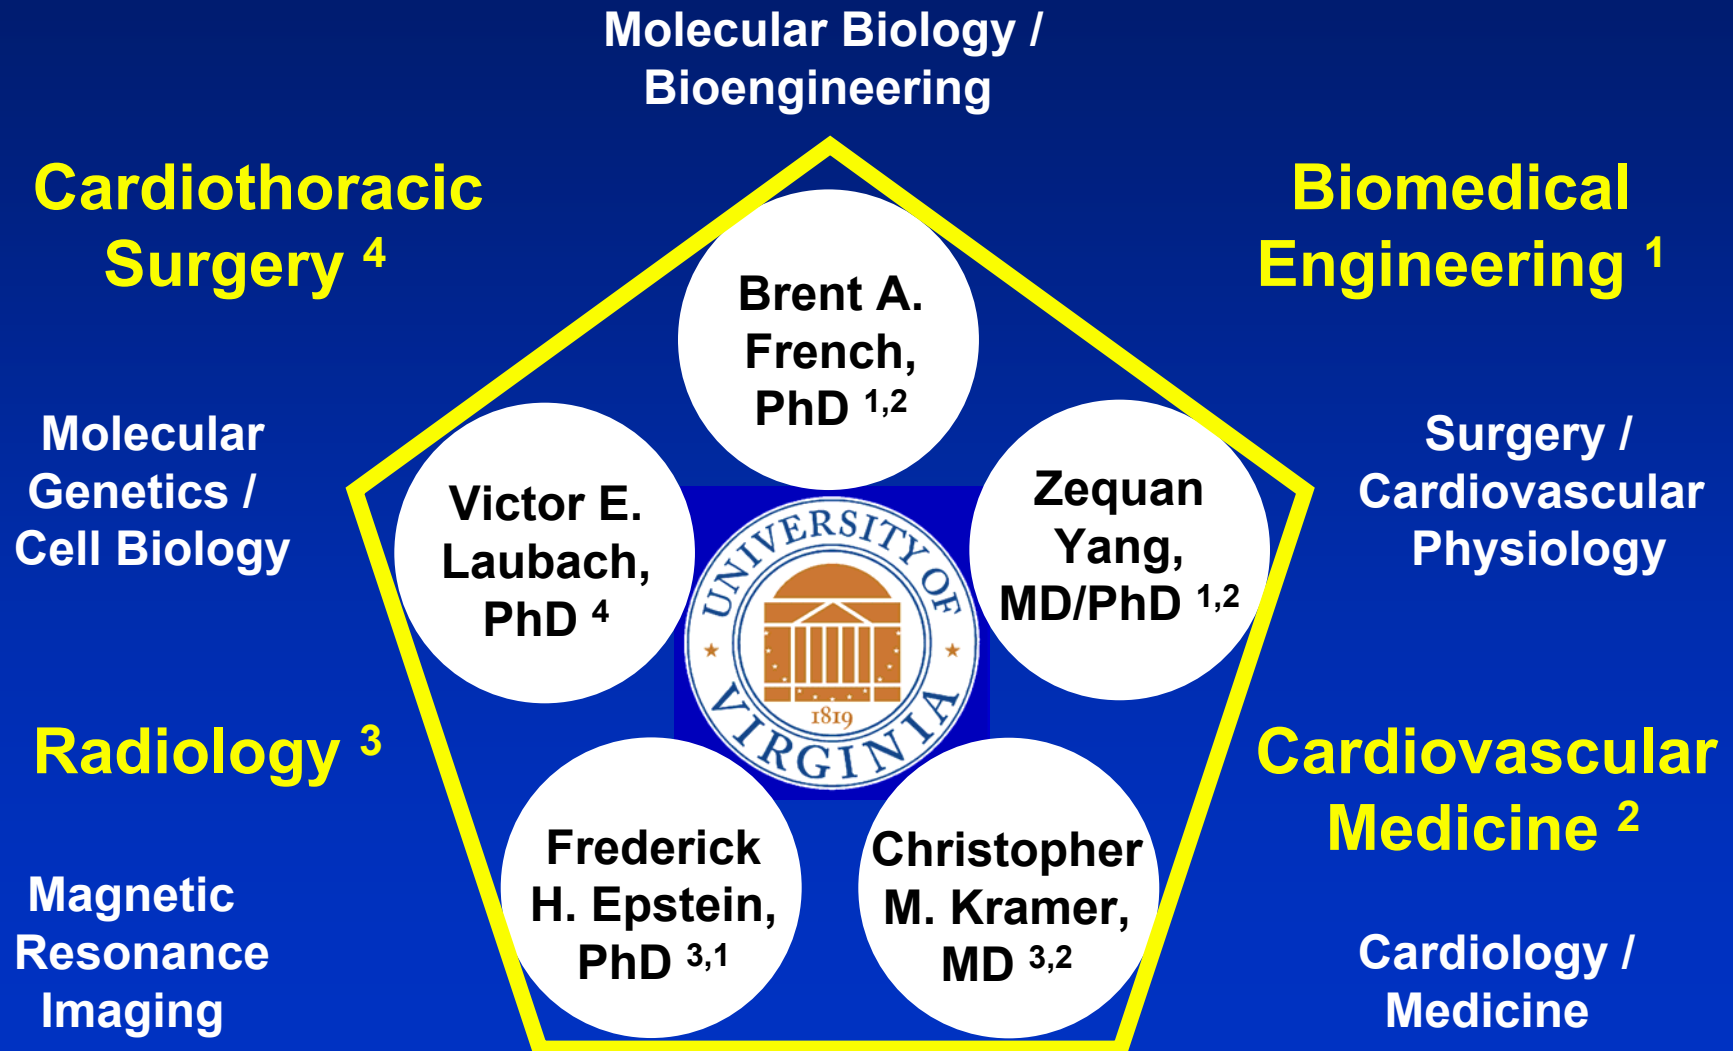 Molecular Biology /
Bioengineering
Cardiothoracic
Surgery 4
Biomedical
Engineering 1
Brent A.
French,
PhD 1,2
Molecular
Genetics /
Cell Biology
Victor E.
Laubach,
PhD 4
Zequan
Yang,
MD/PhD 1,2
Surgery /
Cardiovascular
Physiology
UNIVERSITY OF
1819
VIRGINIA
Radiology 3
Cardiovascular
Medicine 2
Magnetic
Resonance
Imaging
Frederick
H. Epstein,
PhD 3,1
Christopher
M. Kramer,
MD 3,2
Cardiology /
Medicine